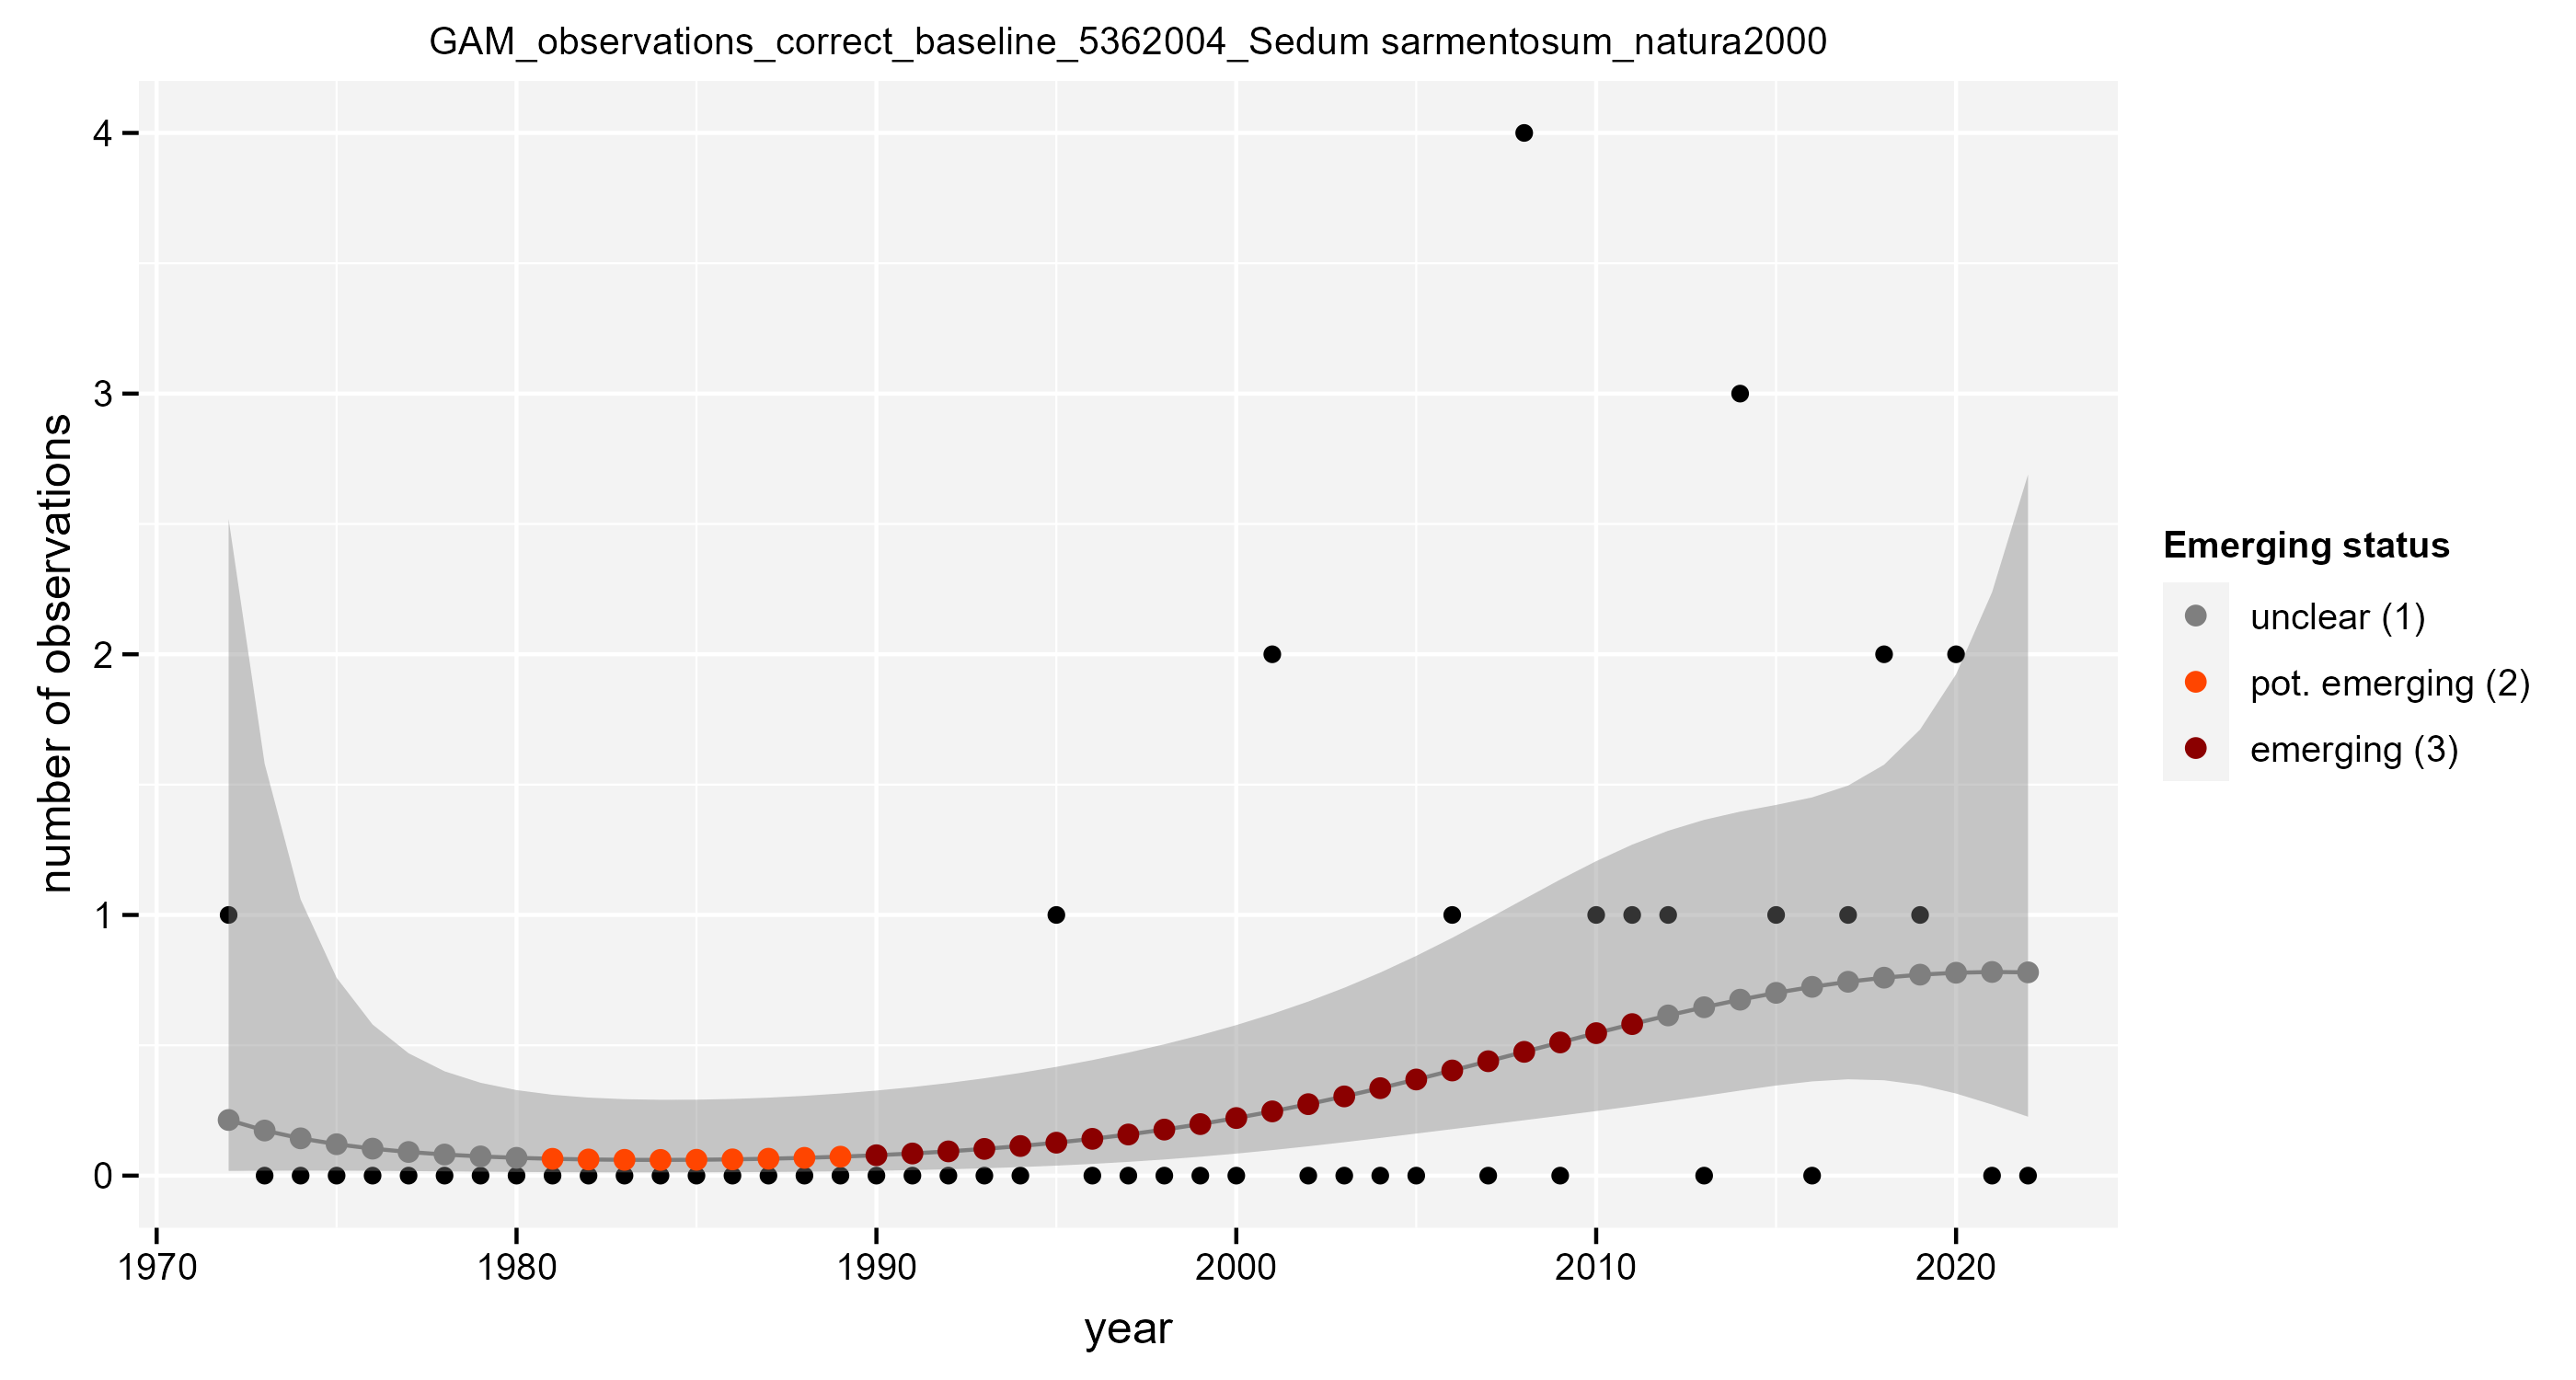 GAM_observations_correct_baseline_5362004_Sedum sarmentosum_natura2000
number of observations
4
3
2
1
0
1970 1980 1990 2000 2010 2020
year
Emerging status
unclear (1)
pot. emerging (2)
emerging (3)